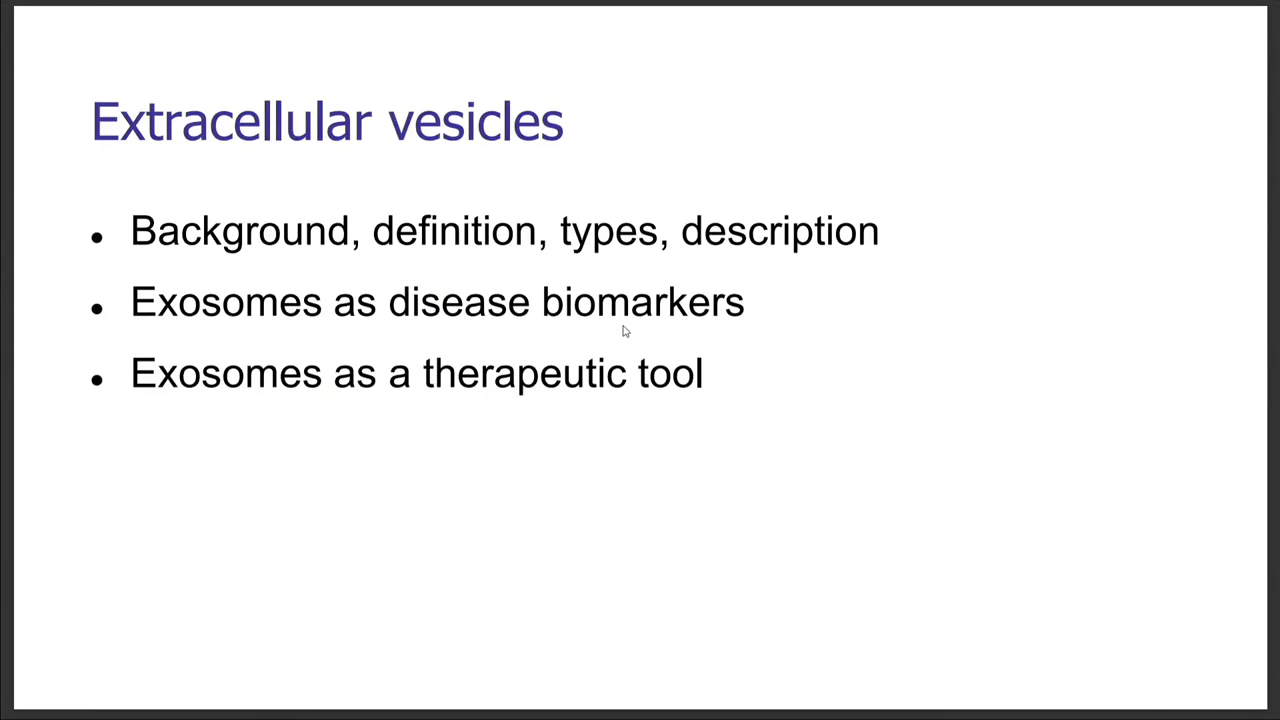 Extracellular vesicles
• Background, definition, types, description
• Exosomes as disease biomarkers
• Exosomes as a therapeutic tool